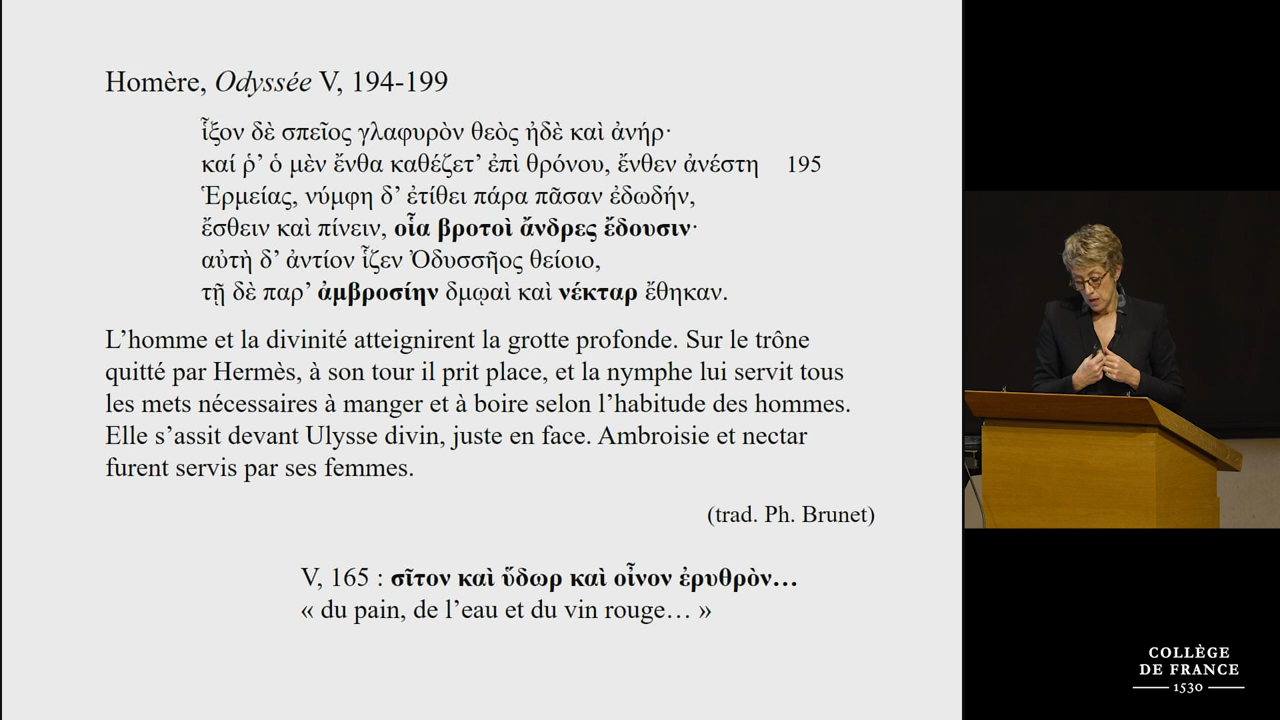 Homère, Odyssée V, 194-199
ἷξον δὲ σπεῖος γλαφυρὸν θεὸς ἠδὲ καὶ ἀνήρ·
καί ῥ’ ὁ μὲν ἔνθα καθέζετ’ ἐπὶ θρόνου, ἔνθεν ἀνέστη 195
Ἑρμείας, νύμφη δ’ ἐτίθει πάρα πᾶσαν ἐδωδήν,
ἔσθειν καὶ πίνειν, οἷα βροτοὶ ἄνδρες ἔδουσιν·
αὐτὴ δ’ ἀντίον ἷζεν Ὀδυσσῆος θείοιο,
τῇ δὲ παρ’ ἀμβροσίην δμῳαὶ καὶ νέκταρ ἔθηκαν.
L’homme et la divinité atteignirent la grotte profonde. Sur le trône
quitté par Hermès, à son tour il prit place, et la nymphe lui servit tous
les mets nécessaires à manger et à boire selon l’habitude des hommes.
Elle s’assit devant Ulysse divin, juste en face. Ambroisie et nectar
furent servis par ses femmes.
(trad. Ph. Brunet)
V, 165 : σῖτον καὶ ὕδωρ καὶ οἶνον ἐρυθρὸν…
« du pain, de l’eau et du vin rouge… »
COLLÈGE
DE FRANCE
1530